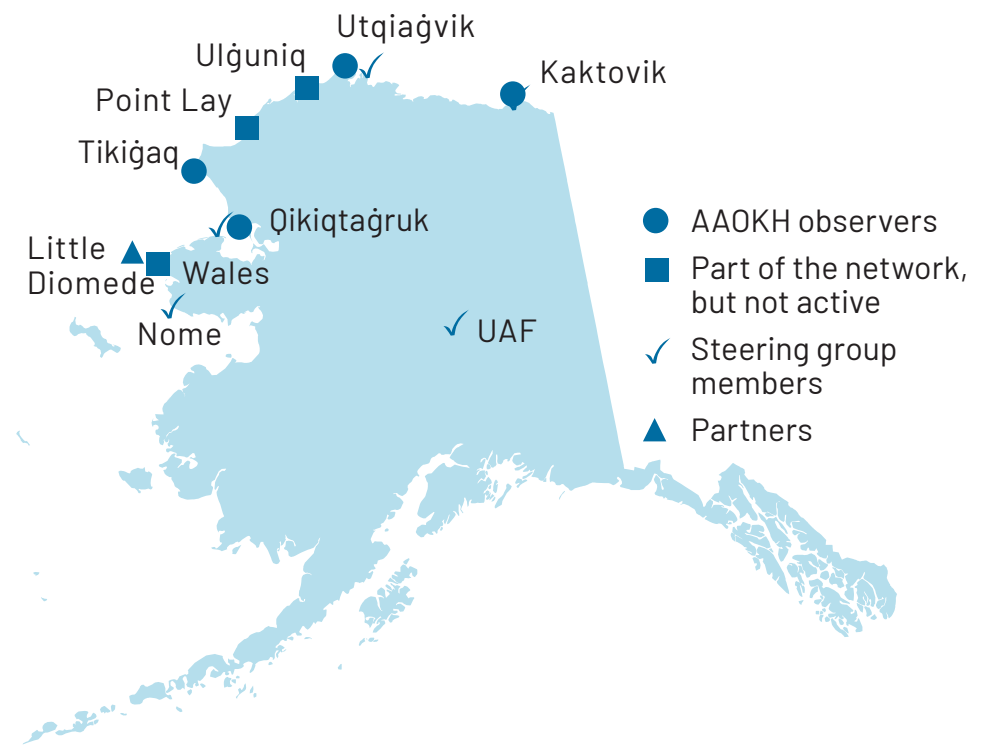 Utqiaġvik
Ulġuniq
Kaktovik
Point Lay
Tikiġaq
Qikiqtaġruk
Little
Diomede
Wales
Nome
UAF
AAOKH observers
Part of the network,
but not active
Steering group
members
Partners